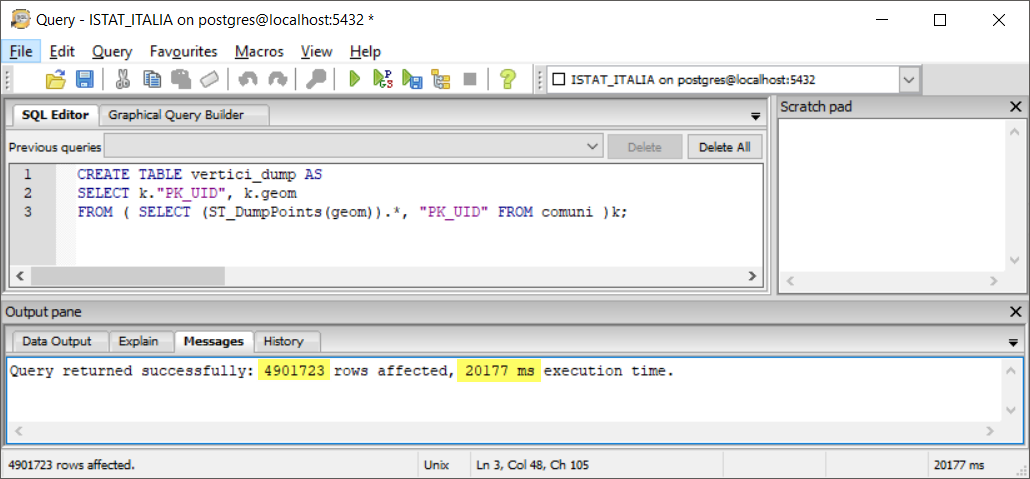 Query - ISTAT_ITALIA on postgres@localhost:5432 *
File Edit Query Favourites Macros View Help
ISTAT_ITALIA on postgres@localhost:5432
SQL Editor Graphical Query Builder
Scratch pad
Previous queries Delete Delete All
1 CREATE TABLE vertici_dump AS
2 SELECT k."PK_UID", k.geom
3 FROM ( SELECT (ST_DumpPoints(geom)).*, "PK_UID" FROM comuni )k;
Output pane
Data Output Explain Messages History
Query returned successfully: 4901723 rows affected, 20177 ms execution time.
4901723 rows affected. Unix Ln 3, Col 48, Ch 105 20177 ms